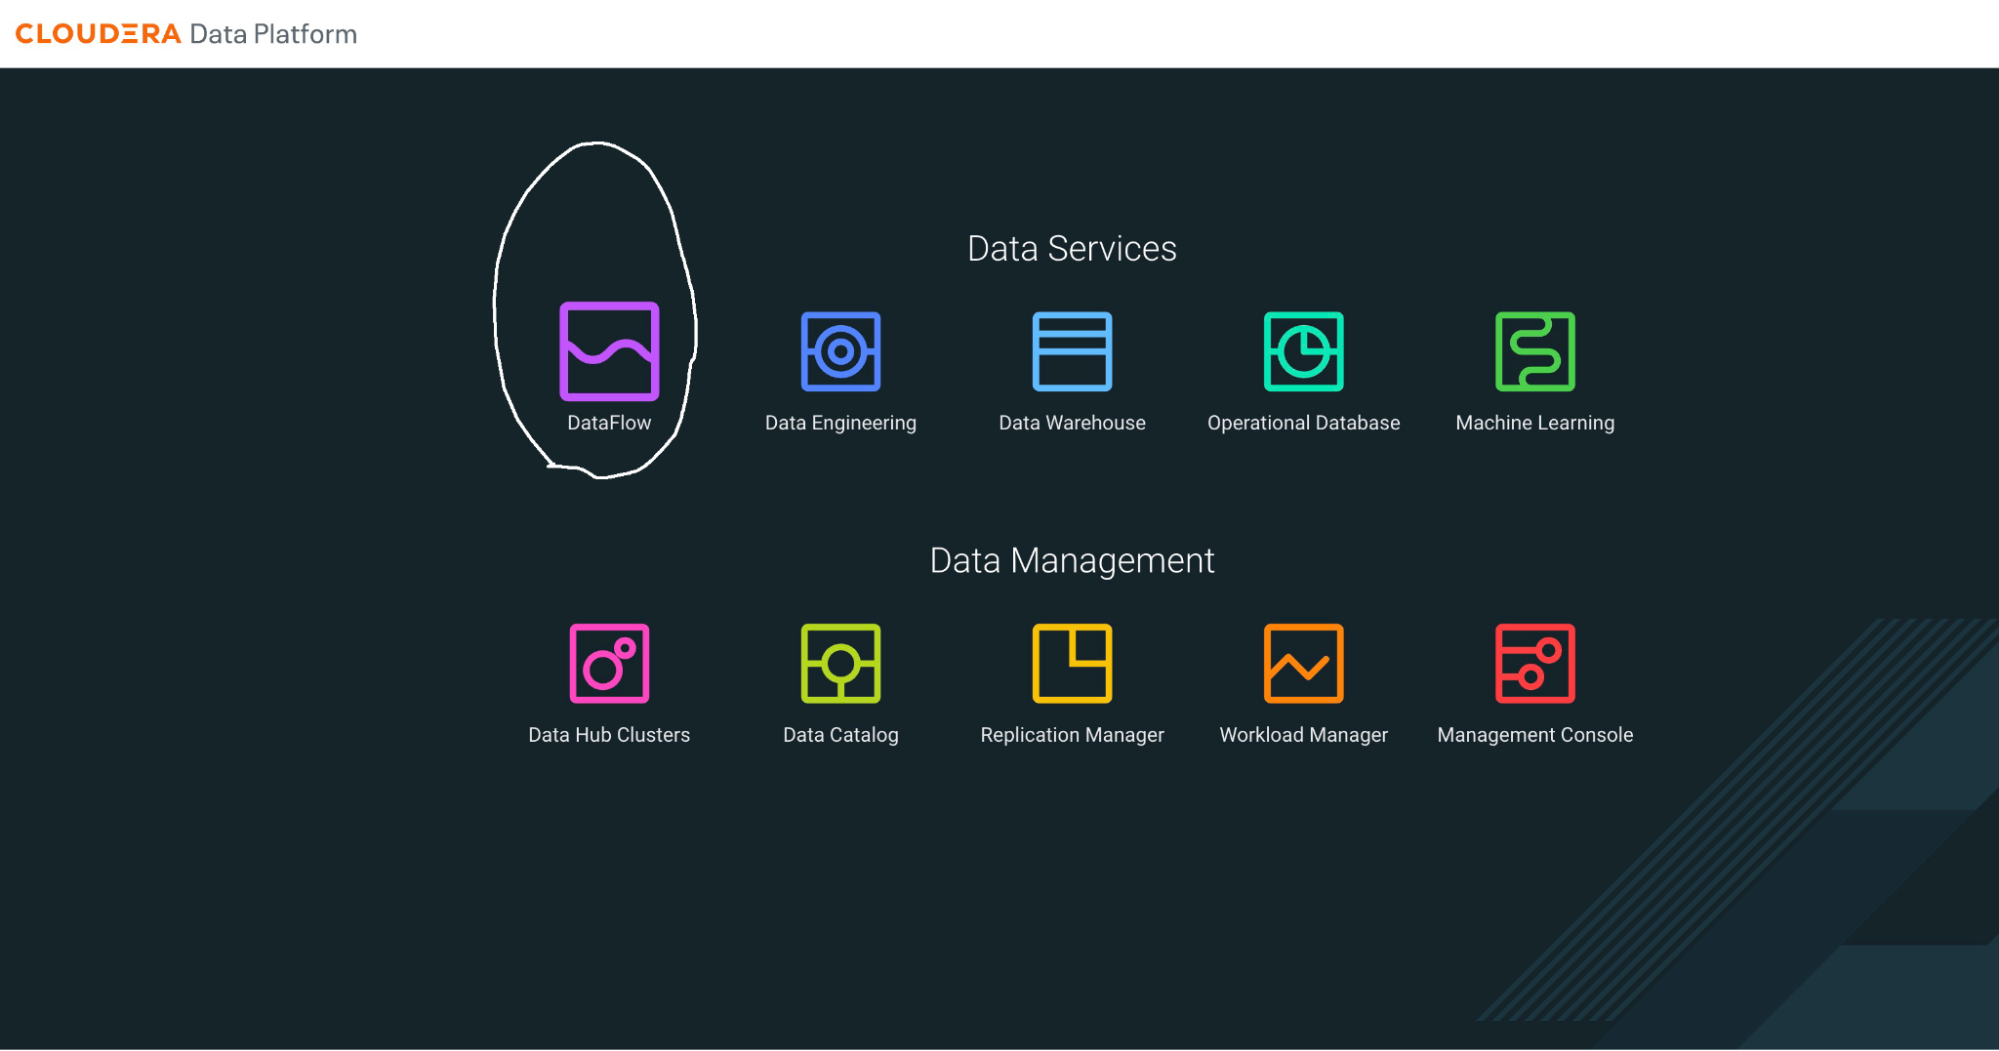 CLOUDERA Data Platform
Data Services
DataFlow
Data Engineering
Data Warehouse
Operational Database
Machine Learning
Data Management
Data Hub Clusters
Data Catalog
Replication Manager
Workload Manager
Management Console